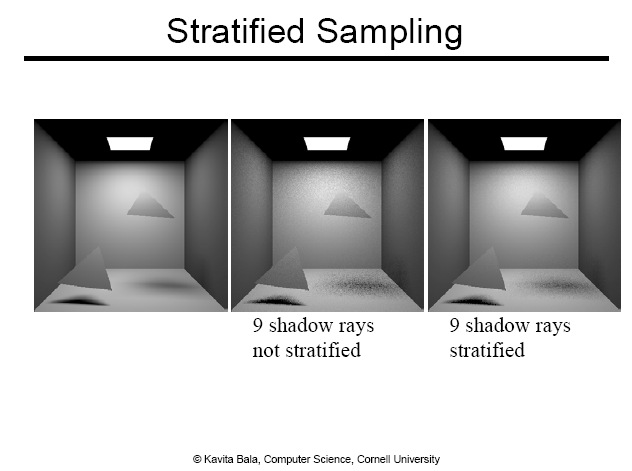 Stratified Sampling
9 shadow rays
not stratified
9 shadow rays
stratified
© Kavita Bala, Computer Science, Cornell University